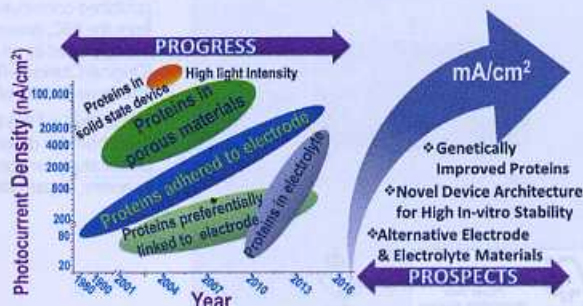 PROGRESS
High light Intensity
Proteins in
solid state device
Proteins in
porous materials
Proteins adhered to electrode
Proteins preferentially
linked to electrode
Proteins in electrolyte
Photocurrent Density (nA/cm²)
100,000
20000
4000
2000
800
200
80
20
1980
1990
2001
2004
2007
2010
2013
2016
Year
mA/cm²
❖Genetically
Improved Proteins
❖Novel Device Architecture
for High In-vitro Stability
❖Alternative Electrode
& Electrolyte Materials
PROSPECTS